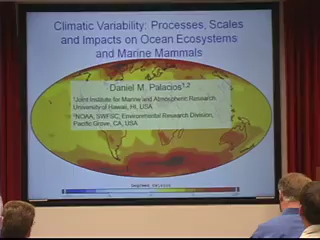 Climatic Variability: Processes, Scales
and Impacts on Ocean Ecosystems
and Marine Mammals
Daniel M. Palacios¹,²
¹Joint Institute for Marine and Atmospheric Research
University of Hawaii, HI, USA
²NOAA, SWFSC, Environmental Research Division,
Pacific Grove, CA, USA